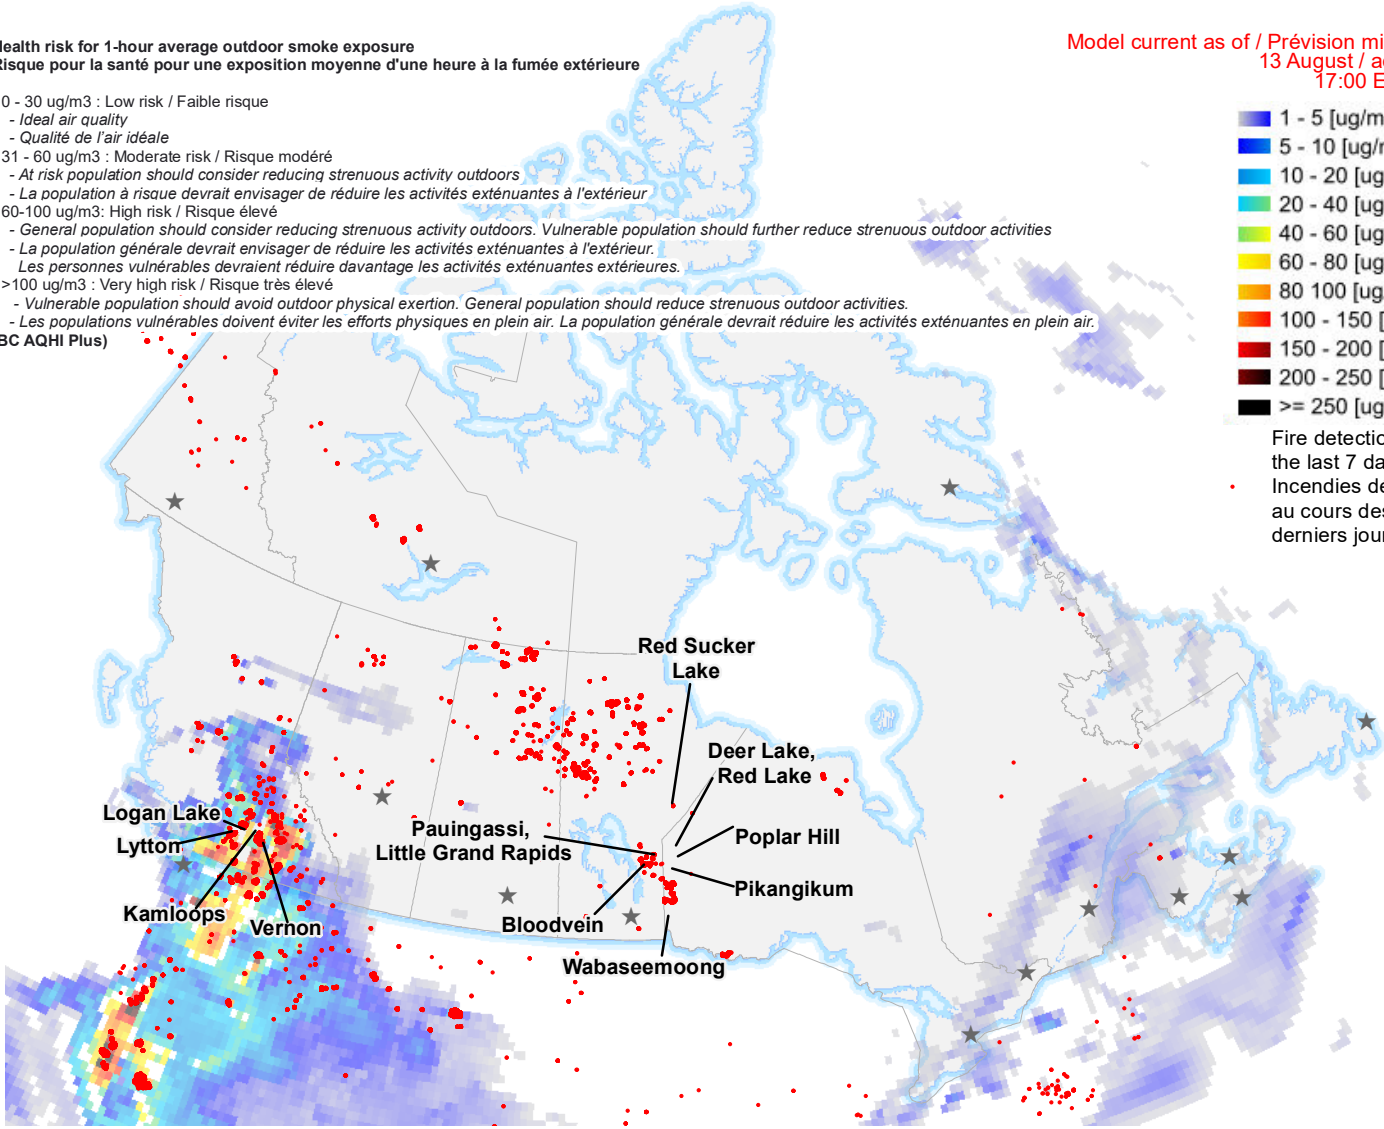 Health risk for 1-hour average outdoor smoke exposure
Risque pour la santé pour une exposition moyenne d'une heure à la fumée extérieure
0 - 30 ug/m3 : Low risk / Faible risque
- Ideal air quality
- Qualité de l'air idéale
31 - 60 ug/m3 : Moderate risk / Risque modéré
- At risk population should consider reducing strenuous activity outdoors
- La population à risque devrait envisager de réduire les activités exténuantes à l'extérieur
60-100 ug/m3: High risk / Risque élevé
- General population should consider reducing strenuous activity outdoors. Vulnerable population should further reduce strenuous outdoor activities
- La population générale devrait envisager de réduire les activités exténuantes à l'extérieur.
Les personnes vulnérables devraient réduire davantage les activités exténuantes extérieures.
>100 ug/m3 : Very high risk / Risque très élevé
- Vulnerable population should avoid outdoor physical exertion. General population should reduce strenuous outdoor activities.
- Les populations vulnérables doivent éviter les efforts physiques en plein air. La population générale devrait réduire les activités exténuantes en plein air.
BC AQHI Plus)
Model current as of / Prévision mi
13 August / a
17:00 E
1 - 5 [ug/m
5 - 10 [ug/
10 - 20 [ug
20 - 40 [ug
40 - 60 [ug
60 - 80 [ug
80 100 [ug
100 - 150 [
150 - 200 [
200 - 250 [
>= 250 [ug
Fire detectio
the last 7 da
Incendies dé
au cours des
derniers jour
Red Sucker
Lake
Deer Lake,
Red Lake
Logan Lake
Lytton
Pauingassi,
Little Grand Rapids
Poplar Hill
Pikangikum
Kamloops
Vernon
Bloodvein
Wabaseemoong